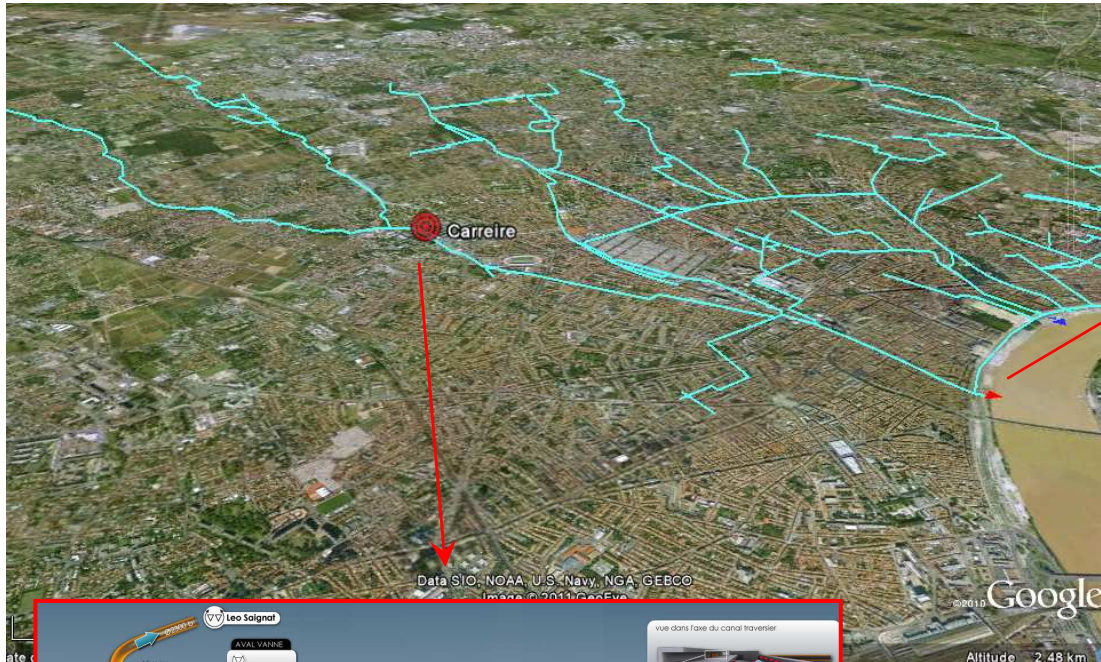 Carreire
Data SIO, NOAA, U.S. Navy, NGA, GEBCO
Image © 2011 GeoEye
©2010 Google
Leo Saignat
AVAL VANNE
vue dans l'axe du canal traversier
Altitude 2.48 km